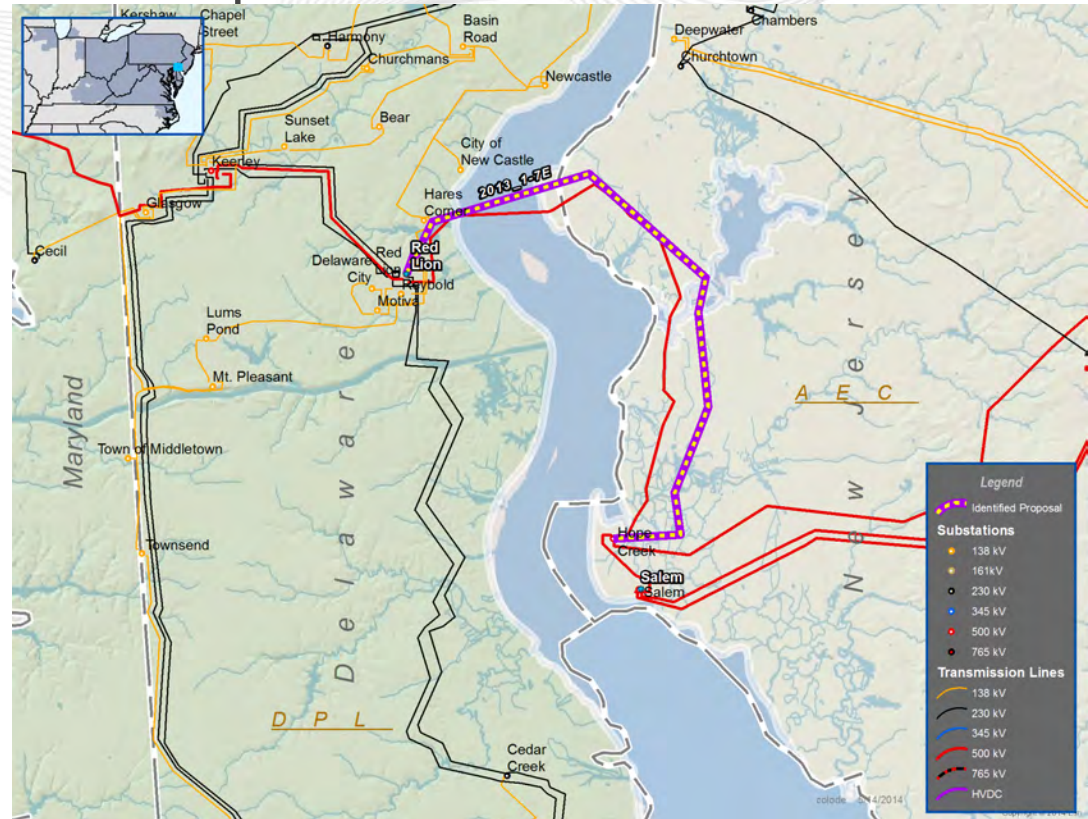 Kershaw
Chapel
Street
Harmony
Basin
Road
Churchmans
Chambers
Deepwater
Churchtown
Newcastle
Sunset
Lake
Bear
City of
New Castle
Keeney
2013_1-7E
Glasgow
Hares
Corner
Cecil
Red
Lion
Red
Lion
Delaware
City
Reybold
Motiva
Lums
Pond
Mt. Pleasant
Maryland
Delaware
New Jersey
A E C
Town of Middletown
Townsend
Hope
Creek
Salem
Salem
D P L
Cedar
Creek
Legend
Identified Proposal
Substations
138 kV
161kV
230 kV
345 kV
500 kV
765 kV
Transmission Lines
138 kV
230 kV
345 kV
500 kV
765 kV
HVDC